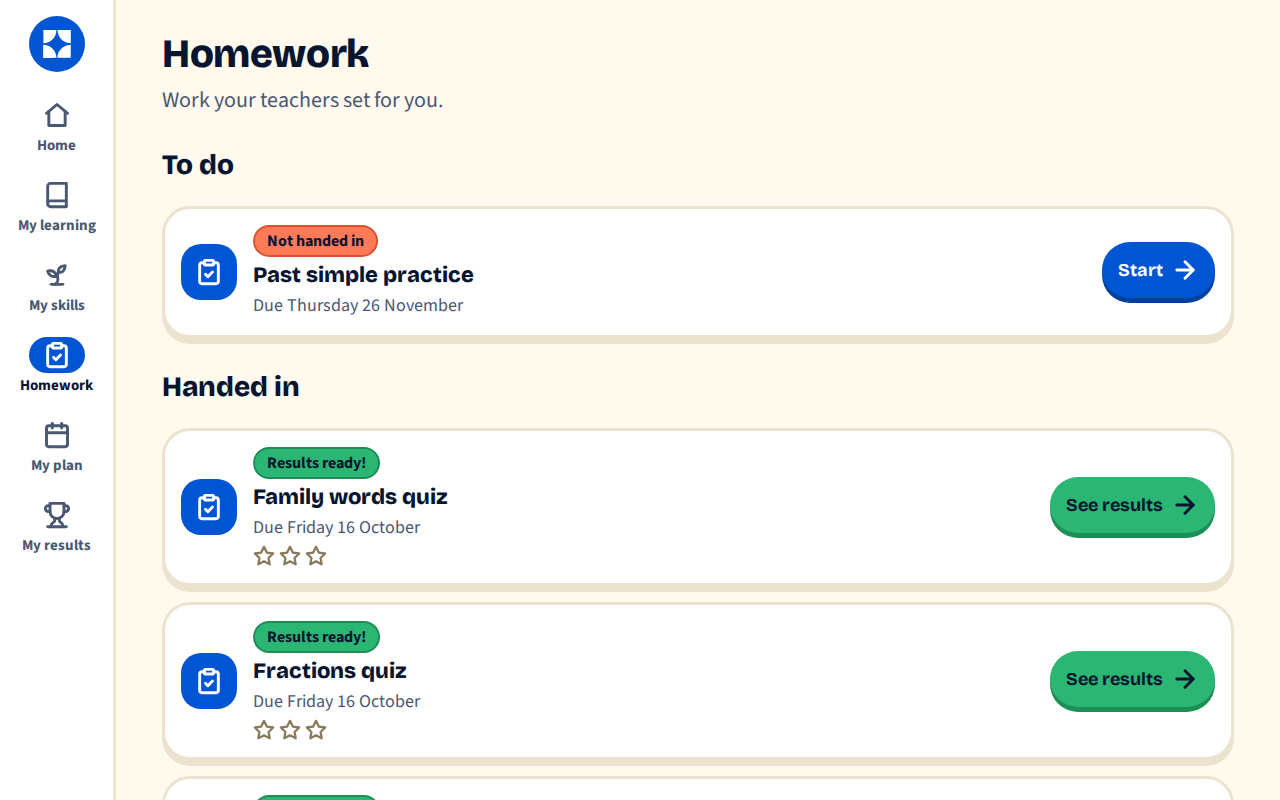 Homework
Work your teachers set for you.
Home
My learning
My skills
Homework
My plan
My results
To do
Not handed in
Past simple practice
Due Thursday 26 November
Start
Handed in
Results ready!
Family words quiz
Due Friday 16 October
See results
Results ready!
Fractions quiz
Due Friday 16 October
See results